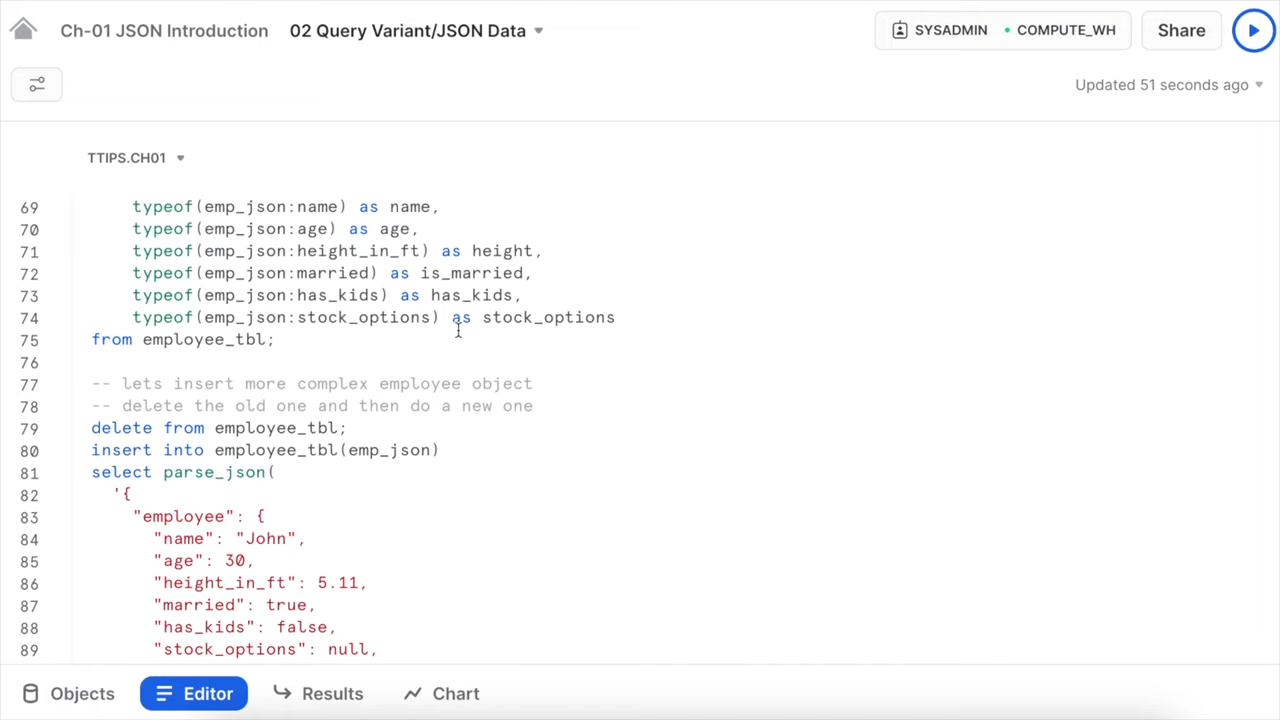 Ch-01 JSON Introduction 02 Query Variant/JSON Data SYSADMIN COMPUTE_WH Share
Updated 51 seconds ago
TTIPS.CH01
69 typeof(emp_json:name) as name,
70 typeof(emp_json:age) as age,
71 typeof(emp_json:height_in_ft) as height,
72 typeof(emp_json:married) as is_married,
73 typeof(emp_json:has_kids) as has_kids,
74 typeof(emp_json:stock_options) as stock_options
75 from employee_tbl;
76
77 -- lets insert more complex employee object
78 -- delete the old one and then do a new one
79 delete from employee_tbl;
80 insert into employee_tbl(emp_json)
81 select parse_json(
82 '{
83 "employee": {
84 "name": "John",
85 "age": 30,
86 "height_in_ft": 5.11,
87 "married": true,
88 "has_kids": false,
89 "stock_options": null,
Objects Editor Results Chart